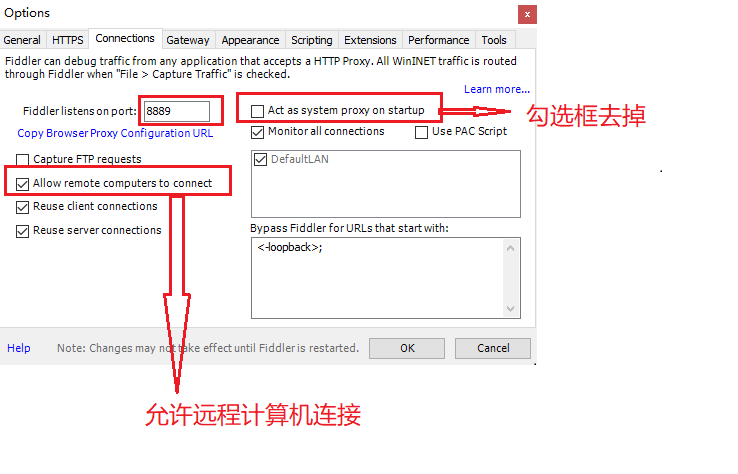 Options
x
General HTTPS Connections Gateway Appearance Scripting Extensions Performance Tools
Fiddler can debug traffic from any application that accepts a HTTP Proxy. All WinINET traffic is routed
through Fiddler when "File > Capture Traffic" is checked.
Learn more...
Fiddler listens on port: 8889
Act as system proxy on startup
勾选框去掉
Copy Browser Proxy Configuration URL
Monitor all connections
Use PAC Script
Capture FTP requests
DefaultLAN
Allow remote computers to connect
Reuse client connections
Reuse server connections
Bypass Fiddler for URLs that start with:
<-loopback>;
Help
Note: Changes may not take effect until Fiddler is restarted.
OK
Cancel
允许远程计算机连接